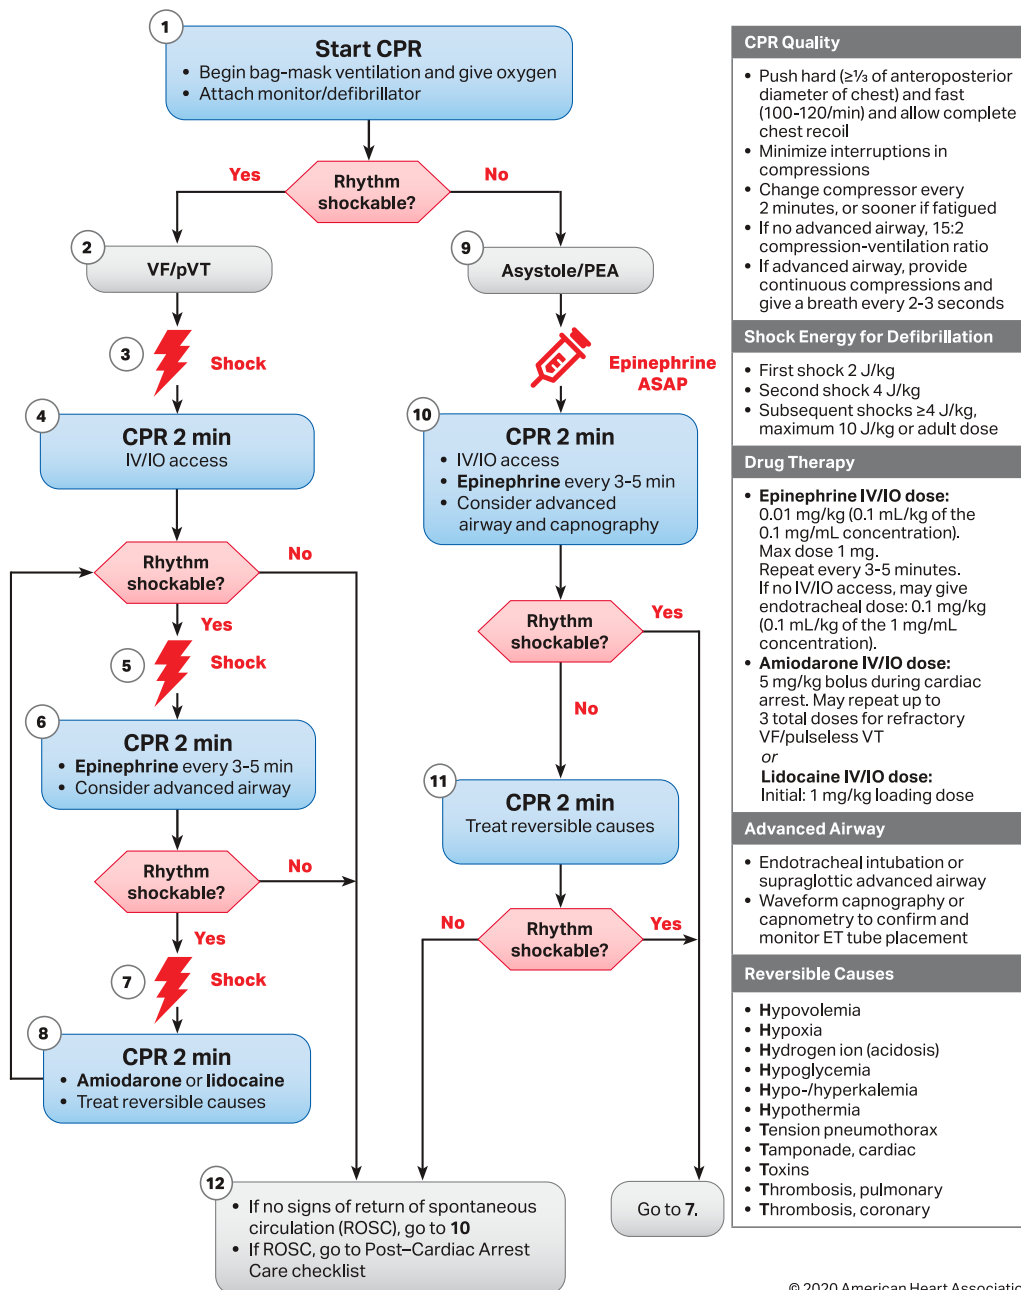 1
Start CPR
• Begin bag-mask ventilation and give oxygen
• Attach monitor/defibrillator
Rhythm
shockable?
Yes
No
2
VF/pVT
3
Shock
4
CPR 2 min
IV/IO access
Rhythm
shockable?
No
Yes
5
Shock
6
CPR 2 min
• Epinephrine every 3-5 min
• Consider advanced airway
Rhythm
shockable?
No
Yes
7
Shock
8
CPR 2 min
• Amiodarone or lidocaine
• Treat reversible causes
9
Asystole/PEA
Epinephrine
ASAP
10
CPR 2 min
• IV/IO access
• Epinephrine every 3-5 min
• Consider advanced
airway and capnography
Rhythm
shockable?
Yes
No
11
CPR 2 min
Treat reversible causes
Rhythm
shockable?
No
Yes
12
• If no signs of return of spontaneous
circulation (ROSC), go to 10
• If ROSC, go to Post–Cardiac Arrest
Care checklist
Go to 7.
CPR Quality
• Push hard (≥⅓ of anteroposterior
diameter of chest) and fast
(100-120/min) and allow complete
chest recoil
• Minimize interruptions in
compressions
• Change compressor every
2 minutes, or sooner if fatigued
• If no advanced airway, 15:2
compression-ventilation ratio
• If advanced airway, provide
continuous compressions and
give a breath every 2-3 seconds
Shock Energy for Defibrillation
• First shock 2 J/kg
• Second shock 4 J/kg
• Subsequent shocks ≥4 J/kg,
maximum 10 J/kg or adult dose
Drug Therapy
• Epinephrine IV/IO dose:
0.01 mg/kg (0.1 mL/kg of the
0.1 mg/mL concentration).
Max dose 1 mg.
Repeat every 3-5 minutes.
If no IV/IO access, may give
endotracheal dose: 0.1 mg/kg
(0.1 mL/kg of the 1 mg/mL
concentration).
• Amiodarone IV/IO dose:
5 mg/kg bolus during cardiac
arrest. May repeat up to
3 total doses for refractory
VF/pulseless VT
or
Lidocaine IV/IO dose:
Initial: 1 mg/kg loading dose
Advanced Airway
• Endotracheal intubation or
supraglottic advanced airway
• Waveform capnography or
capnometry to confirm and
monitor ET tube placement
Reversible Causes
• Hypovolemia
• Hypoxia
• Hydrogen ion (acidosis)
• Hypoglycemia
• Hypo-/hyperkalemia
• Hypothermia
• Tension pneumothorax
• Tamponade, cardiac
• Toxins
• Thrombosis, pulmonary
• Thrombosis, coronary
© 2020 American Heart Association